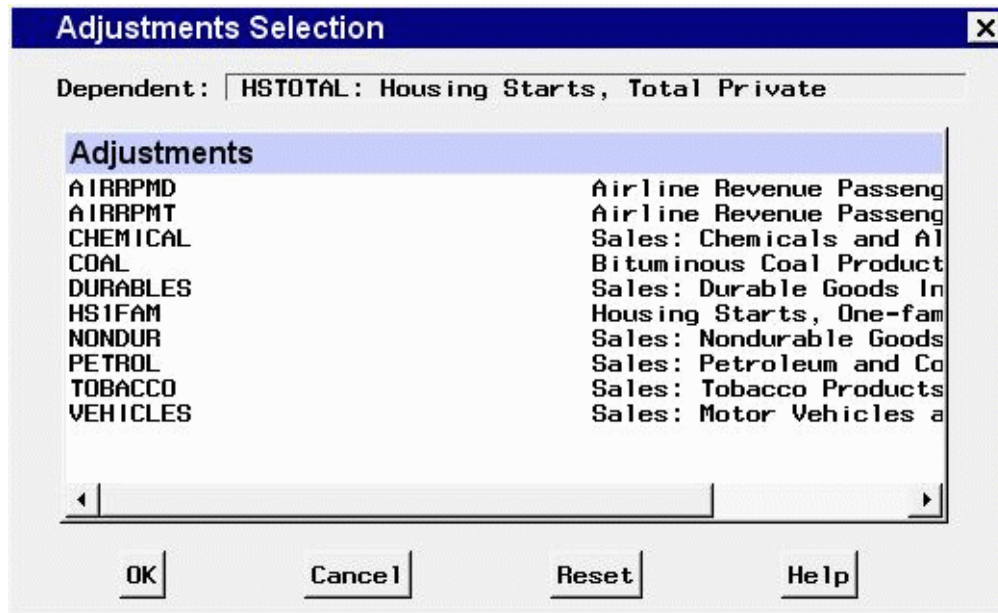 Adjustments Selection
Dependent: HSTOTAL: Housing Starts, Total Private
Adjustments
AIRRPMD Airline Revenue Passeng
AIRRPMT Airline Revenue Passeng
CHEMICAL Sales: Chemicals and Al
COAL Bituminous Coal Product
DURABLES Sales: Durable Goods In
HS1FAM Housing Starts, One-fam
NONDUR Sales: Nondurable Goods
PETROL Sales: Petroleum and Co
TOBACCO Sales: Tobacco Products
VEHICLES Sales: Motor Vehicles a
OK Cancel Reset Help